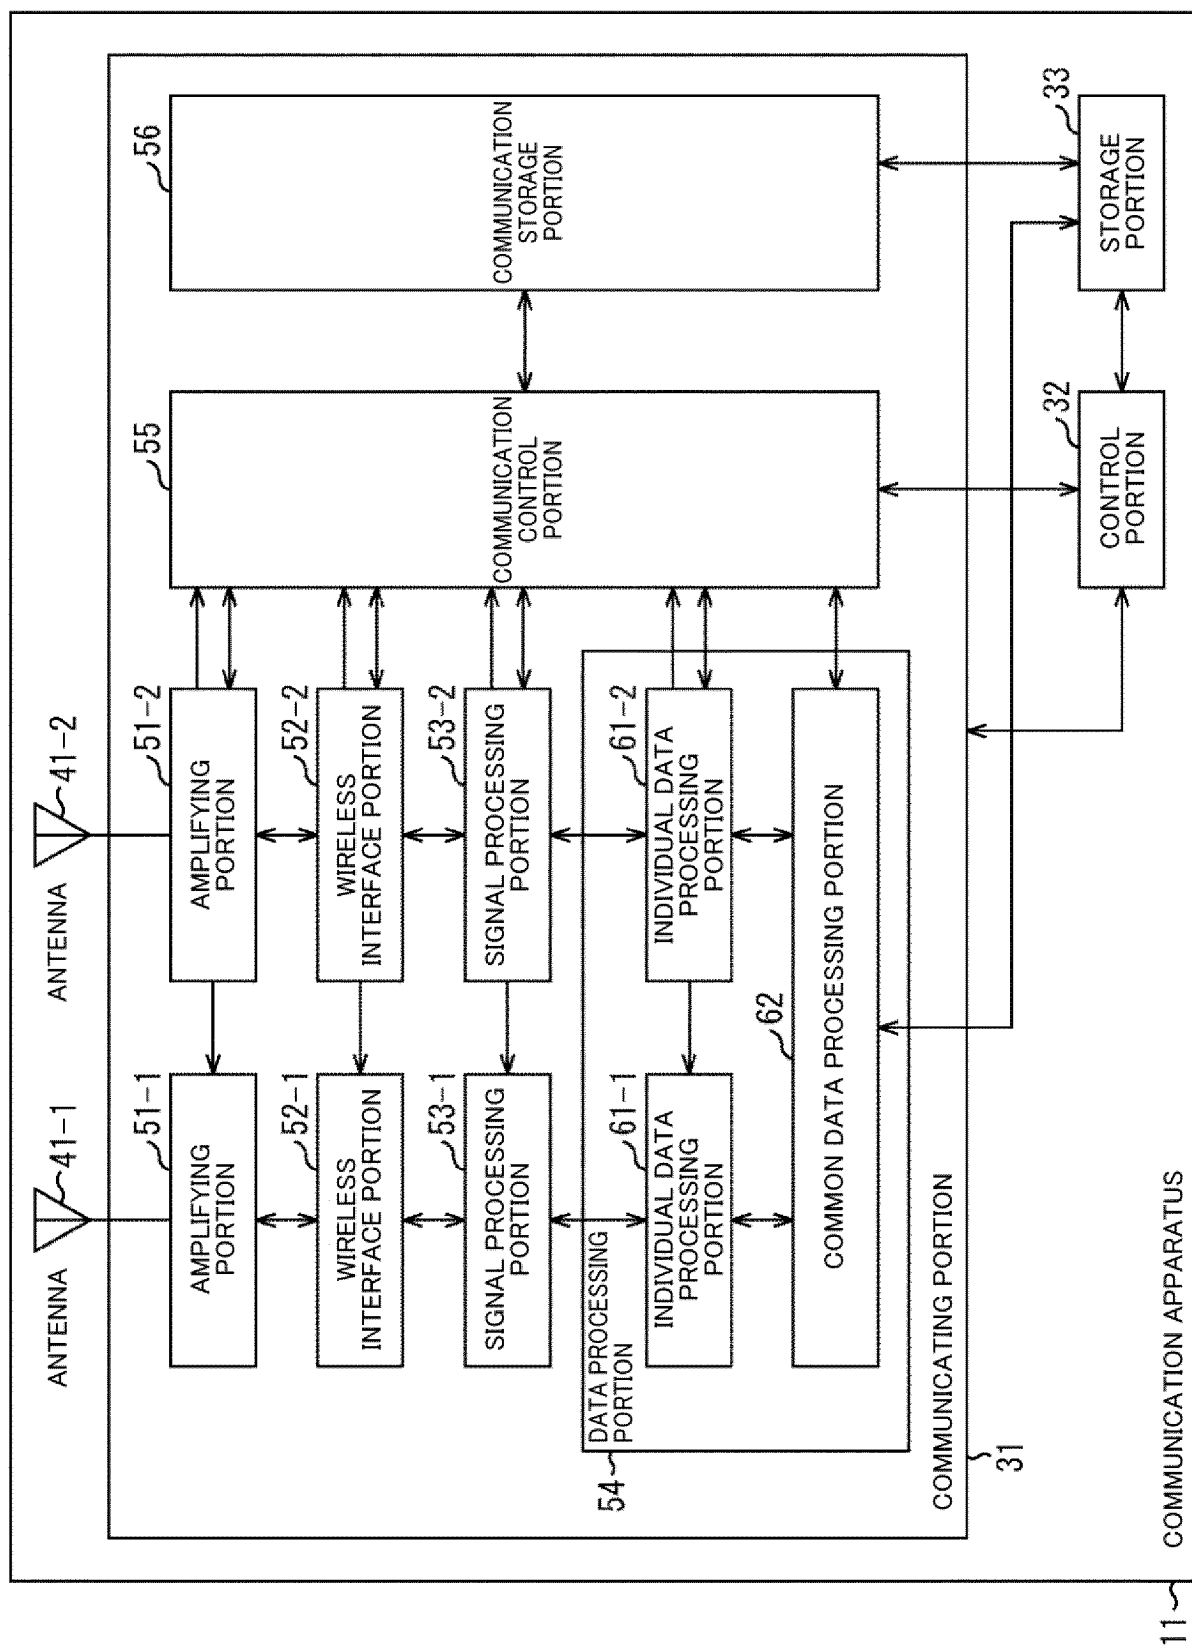 ANTENNA
41-1
ANTENNA
41-2
51-1
AMPLIFYING
PORTION
51-2
AMPLIFYING
PORTION
55
COMMUNICATION
CONTROL
PORTION
56
COMMUNICATION
STORAGE
PORTION
52-1
WIRELESS
INTERFACE PORTION
52-2
WIRELESS
INTERFACE PORTION
53-1
SIGNAL PROCESSING
PORTION
53-2
SIGNAL PROCESSING
PORTION
54
DATA PROCESSING
PORTION
61-1
INDIVIDUAL DATA
PROCESSING
PORTION
61-2
INDIVIDUAL DATA
PROCESSING
PORTION
62
COMMON DATA PROCESSING PORTION
COMMUNICATING PORTION
31
32
CONTROL
PORTION
33
STORAGE
PORTION
COMMUNICATION APPARATUS
11